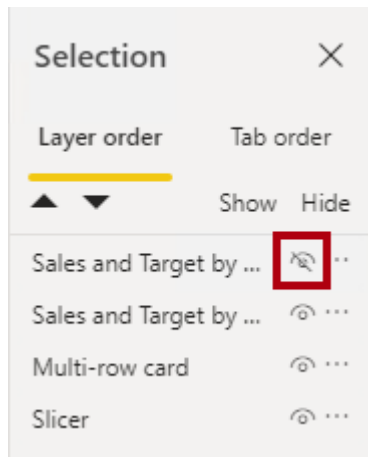 Selection
Layer order Tab order
Show Hide
Sales and Target by ...
Sales and Target by ...
Multi-row card
Slicer